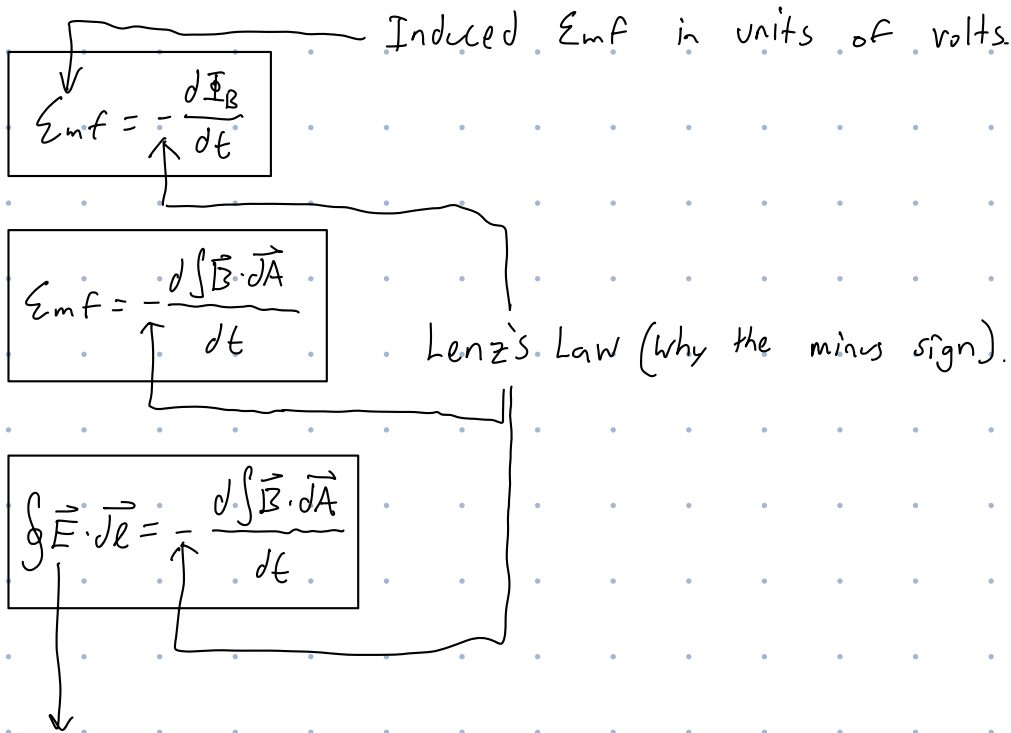 Induced Emf in units of volts.
Emf = - dΦ_B/dt
Emf = - d∫B⃗·dA⃗/dt
Lenz's Law (why the minus sign).
∮E⃗·dl⃗ = - d∫B⃗·dA⃗/dt